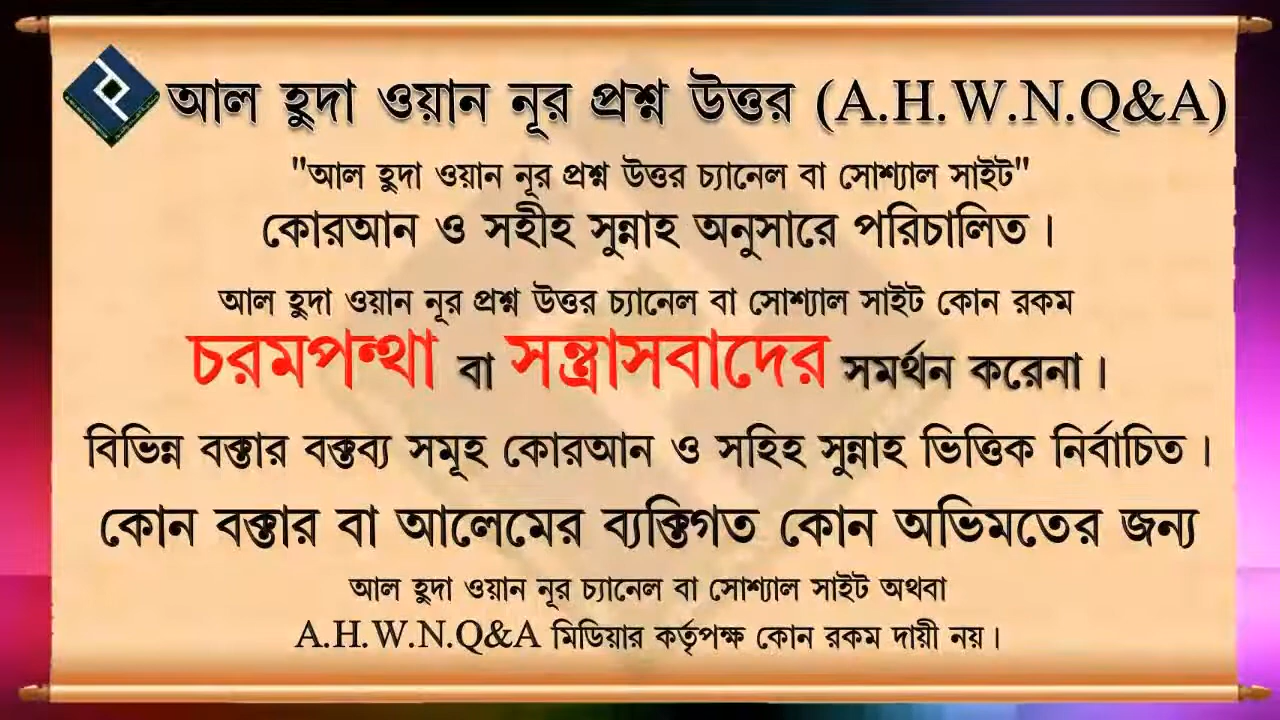 আল হুদা ওয়ান নূর প্রশ্ন উত্তর (A.H.W.N.Q&A)
"আল হুদা ওয়ান নূর প্রশ্ন উত্তর চ্যানেল বা সোশ্যাল সাইট"
কোরআন ও সহীহ সুন্নাহ অনুসারে পরিচালিত।
আল হুদা ওয়ান নূর প্রশ্ন উত্তর চ্যানেল বা সোশ্যাল সাইট কোন রকম
চরমপন্থা বা সন্ত্রাসবাদের সমর্থন করেনা।
বিভিন্ন বক্তার বক্তব্য সমূহ কোরআন ও সহিহ সুন্নাহ ভিত্তিক নির্বাচিত।
কোন বক্তার বা আলেমের ব্যক্তিগত কোন অভিমতের জন্য
আল হুদা ওয়ান নূর চ্যানেল বা সোশ্যাল সাইট অথবা
A.H.W.N.Q&A মিডিয়ার কর্তৃপক্ষ কোন রকম দায়ী নয়।